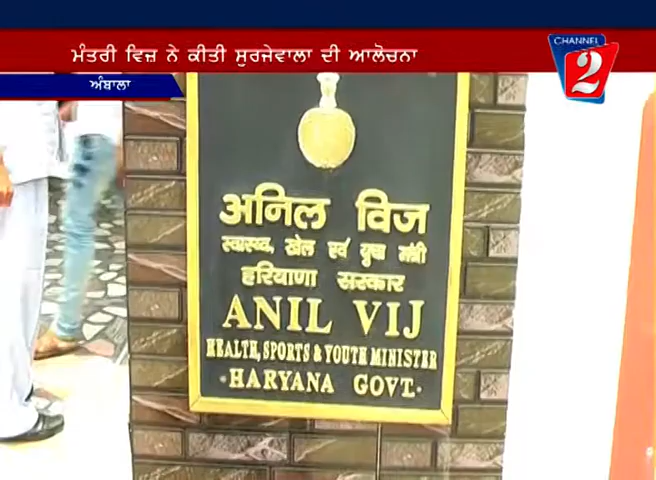 ਮੰਤਰੀ ਵਿਜ਼ ਨੇ ਕੀਤੀ ਸੁਰਜੇਵਾਲਾ ਦੀ ਆਲੋਚਨਾ
CHANNEL
2
ਅੰਬਾਲਾ
अनिल विज
स्वास्थ्य, खेल एवं युवा मंत्री
हरियाणा सरकार
ANIL VIJ
HEALTH, SPORTS & YOUTH MINISTER
HARYANA GOVT.